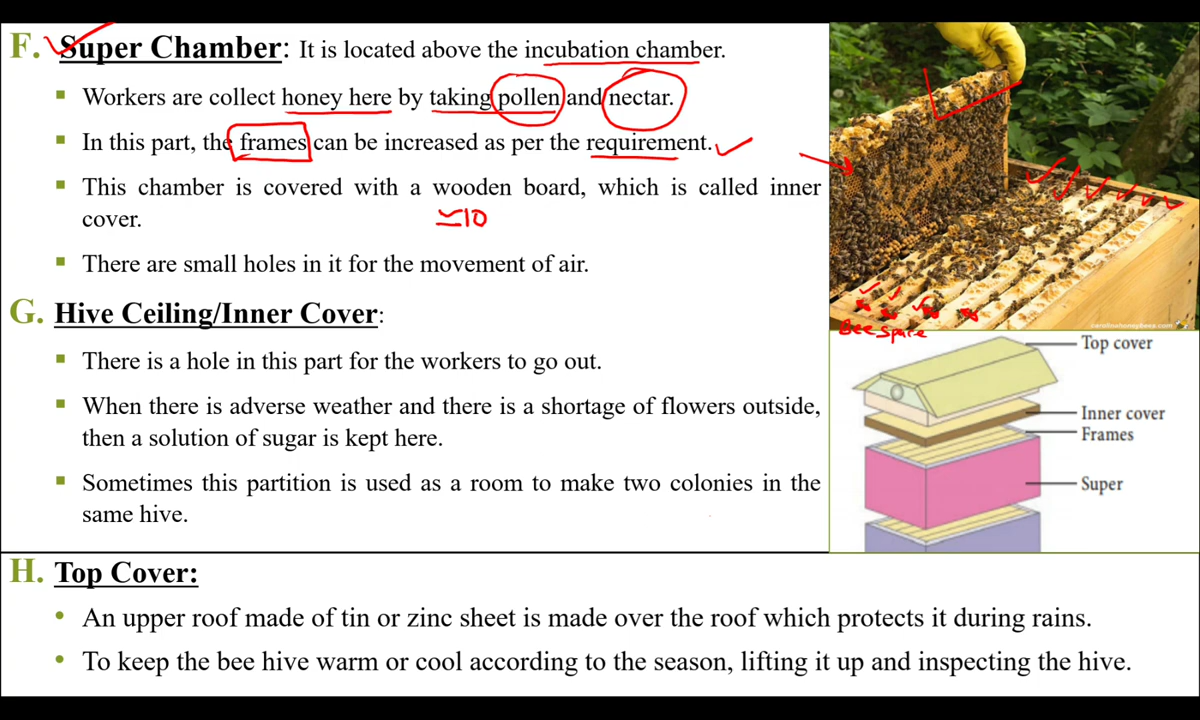 F. Super Chamber: It is located above the incubation chamber.
▪ Workers are collect honey here by taking pollen and nectar.
▪ In this part, the frames can be increased as per the requirement.
▪ This chamber is covered with a wooden board, which is called inner
cover.
≃10
▪ There are small holes in it for the movement of air.
G. Hive Ceiling/Inner Cover:
▪ There is a hole in this part for the workers to go out.
▪ When there is adverse weather and there is a shortage of flowers outside,
then a solution of sugar is kept here.
▪ Sometimes this partition is used as a room to make two colonies in the
same hive.
carolinahoneybees.com
Bee space
Top cover
Inner cover
Frames
Super
H. Top Cover:
• An upper roof made of tin or zinc sheet is made over the roof which protects it during rains.
• To keep the bee hive warm or cool according to the season, lifting it up and inspecting the hive.